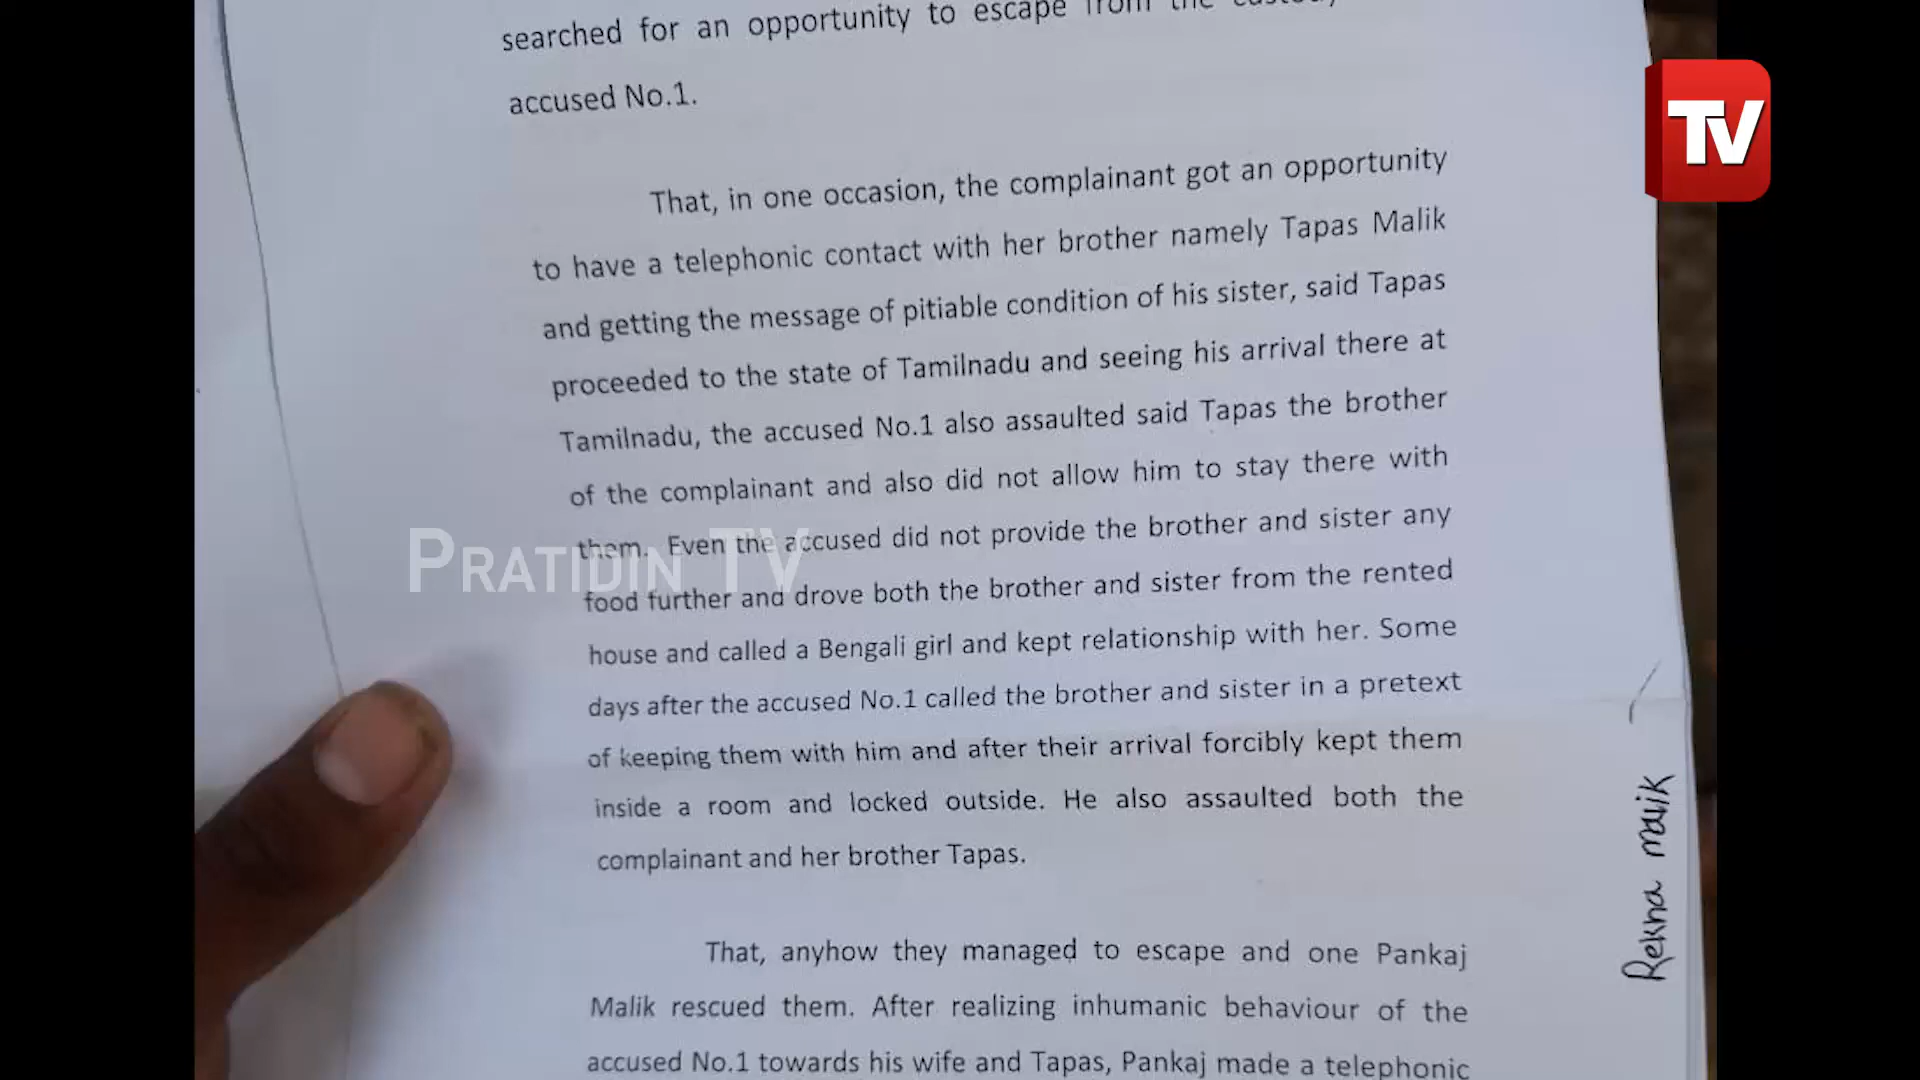 searched for an opportunity to escape from the custody
accused No.1.
That, in one occasion, the complainant got an opportunity
to have a telephonic contact with her brother namely Tapas Malik
and getting the message of pitiable condition of his sister, said Tapas
proceeded to the state of Tamilnadu and seeing his arrival there at
Tamilnadu, the accused No.1 also assaulted said Tapas the brother
of the complainant and also did not allow him to stay there with
them. Even the accused did not provide the brother and sister any
food further and drove both the brother and sister from the rented
house and called a Bengali girl and kept relationship with her. Some
days after the accused No.1 called the brother and sister in a pretext
of keeping them with him and after their arrival forcibly kept them
inside a room and locked outside. He also assaulted both the
complainant and her brother Tapas.
That, anyhow they managed to escape and one Pankaj
Malik rescued them. After realizing inhumanic behaviour of the
accused No.1 towards his wife and Tapas, Pankaj made a telephonic
Rekha malik
PRATIDIN TV
TV